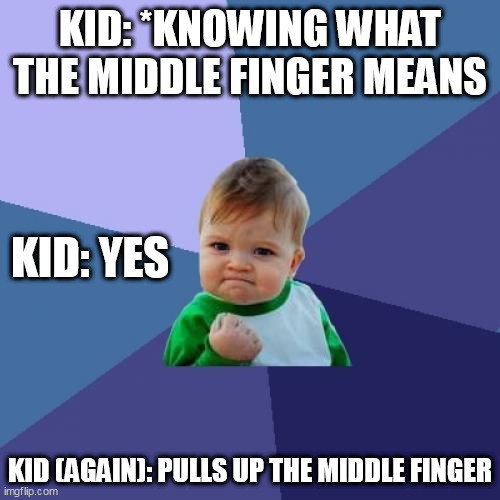 KID: *KNOWING WHAT
THE MIDDLE FINGER MEANS
KID: YES
KID (AGAIN): PULLS UP THE MIDDLE FINGER
imgflip.com